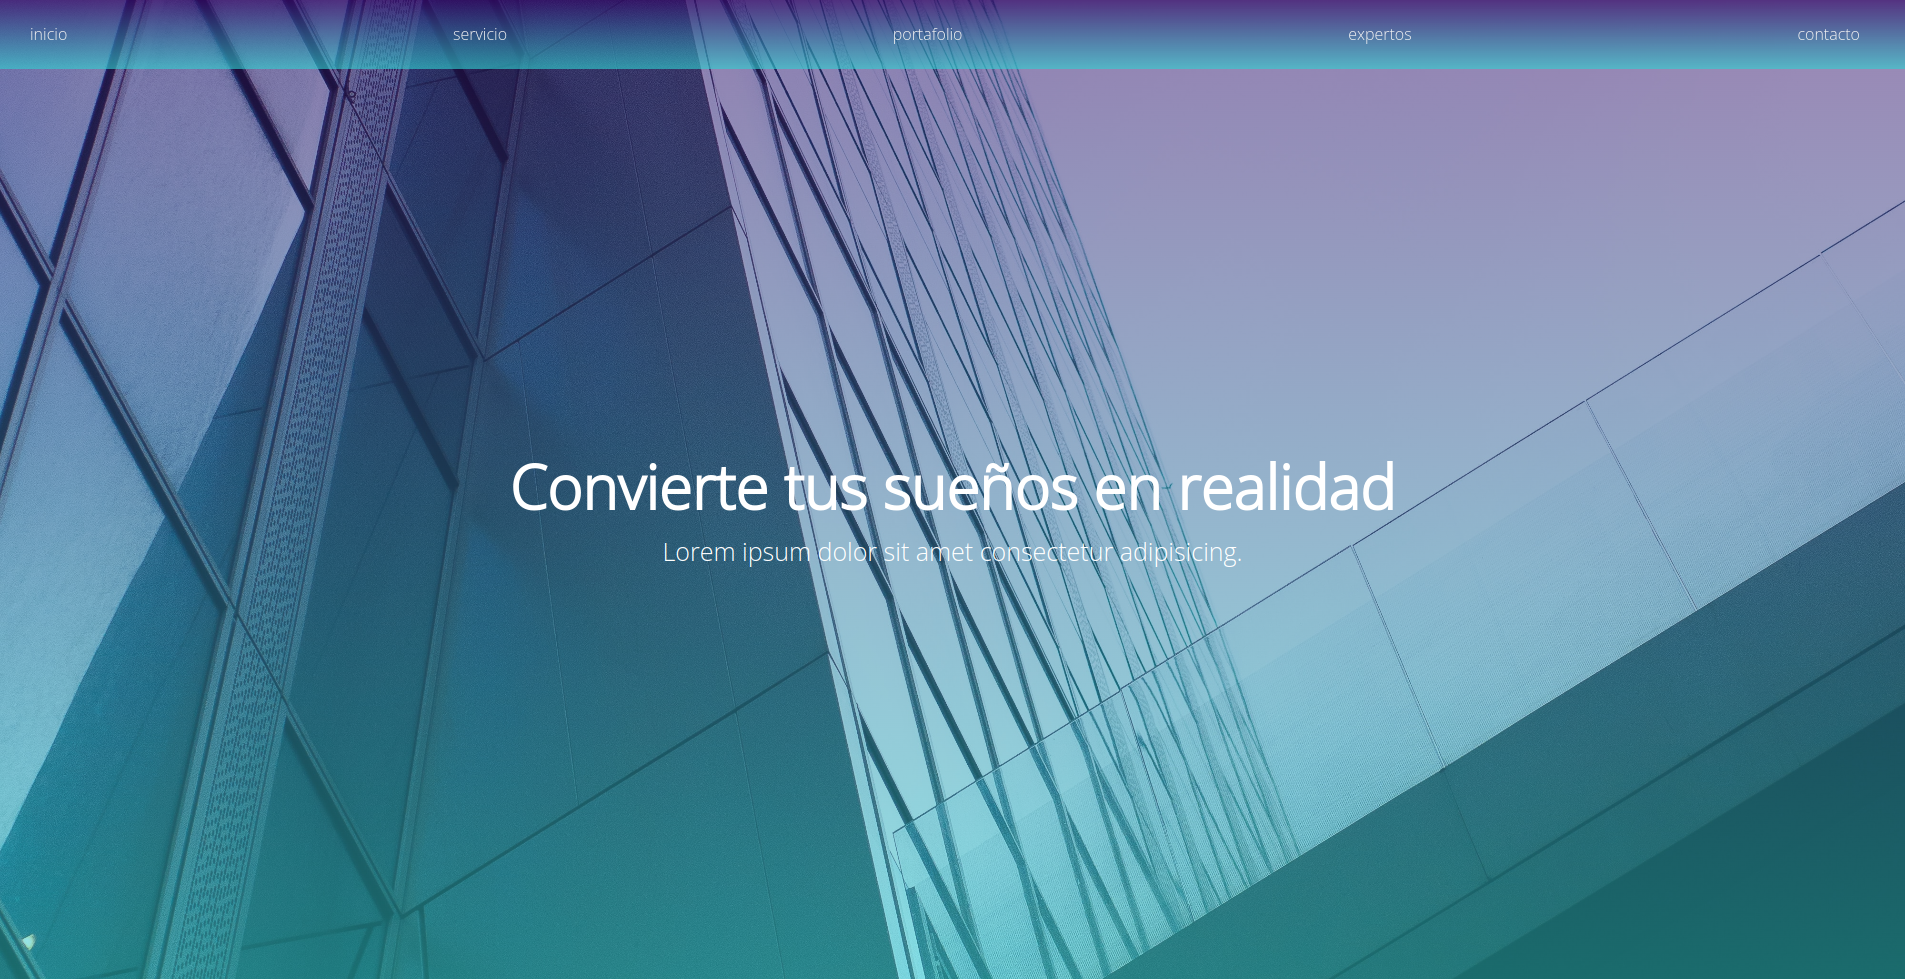 inicio servicio portafolio expertos contacto
Convierte tus sueños en realidad
Lorem ipsum dolor sit amet consectetur adipisicing.